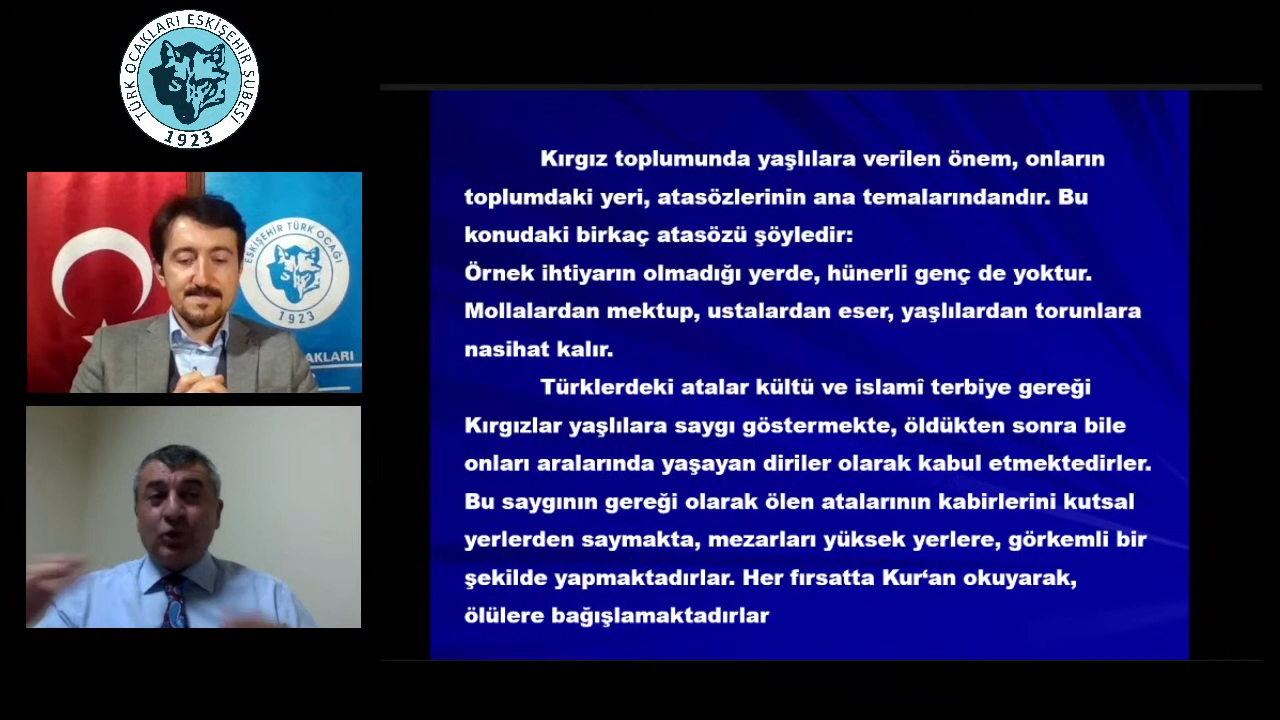 TÜRK OCAKLARI ESKİŞEHİR ŞUBESİ
1923
ESKİŞEHİR TÜRK OCAĞI
1923
AKLARI
Kırgız toplumunda yaşlılara verilen önem, onların
toplumdaki yeri, atasözlerinin ana temalarındandır. Bu
konudaki birkaç atasözü şöyledir:
Örnek ihtiyarın olmadığı yerde, hünerli genç de yoktur.
Mollalardan mektup, ustalardan eser, yaşlılardan torunlara
nasihat kalır.
Türklerdeki atalar kültü ve islamî terbiye gereği
Kırgızlar yaşlılara saygı göstermekte, öldükten sonra bile
onları aralarında yaşayan diriler olarak kabul etmektedirler.
Bu saygının gereği olarak ölen atalarının kabirlerini kutsal
yerlerden saymakta, mezarları yüksek yerlere, görkemli bir
şekilde yapmaktadırlar. Her fırsatta Kur‘an okuyarak,
ölülere bağışlamaktadırlar